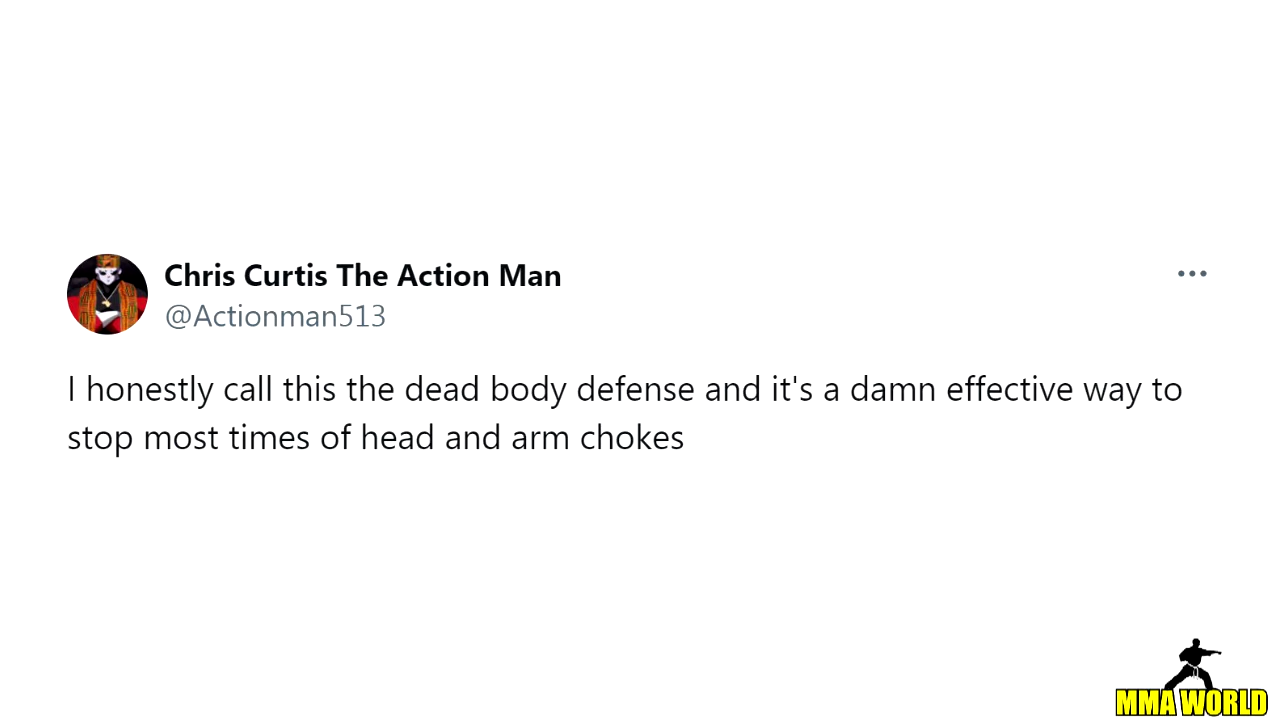 Chris Curtis The Action Man
@Actionman513
I honestly call this the dead body defense and it's a damn effective way to
stop most times of head and arm chokes
MMA WORLD